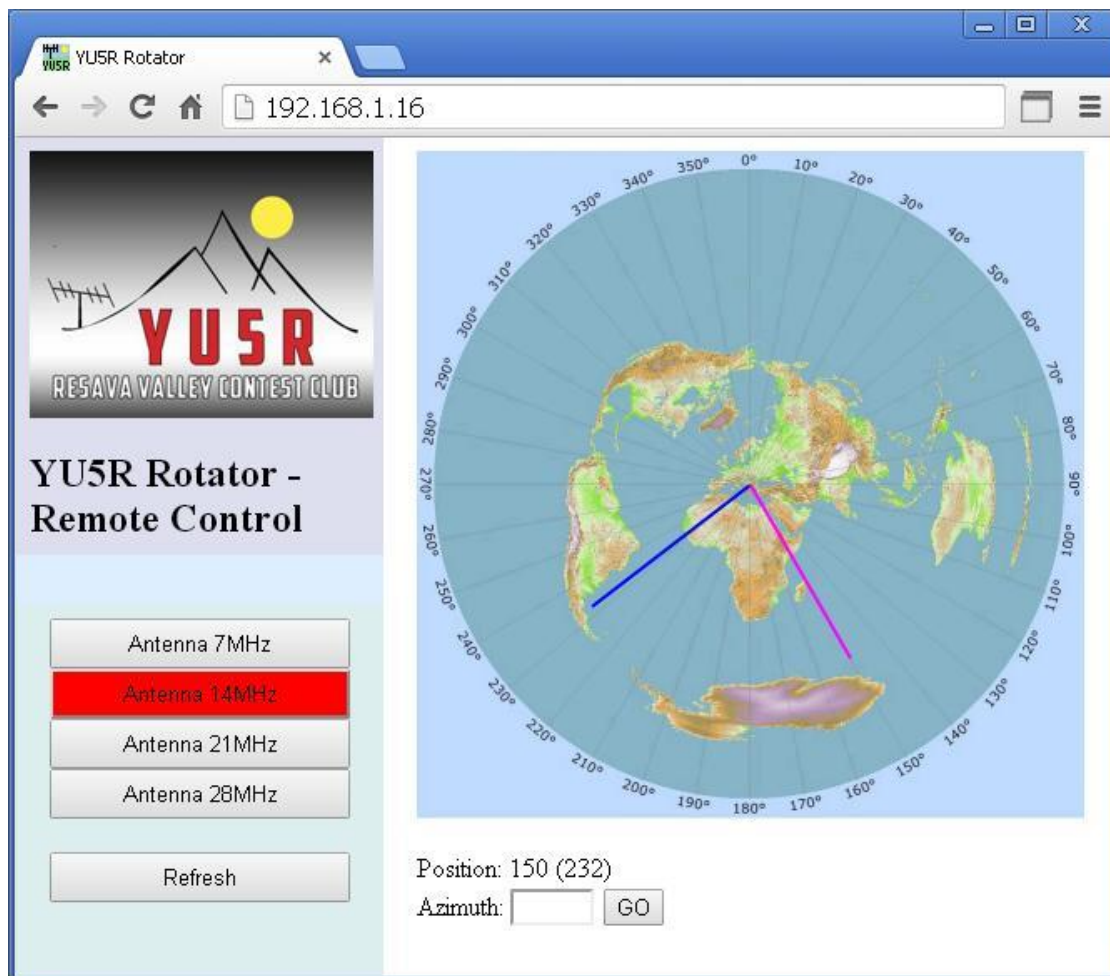 YU5R Rotator
192.168.1.16
YU5R
RESAVA VALLEY CONTEST CLUB
YU5R Rotator -
Remote Control
Antenna 7MHz
Antenna 14MHz
Antenna 21MHz
Antenna 28MHz
Refresh
0°
10°
20°
30°
40°
50°
60°
70°
80°
90°
100°
110°
120°
130°
140°
150°
160°
170°
180°
190°
200°
210°
220°
230°
240°
250°
260°
270°
280°
290°
300°
310°
320°
330°
340°
350°
Position: 150 (232)
Azimuth:
GO